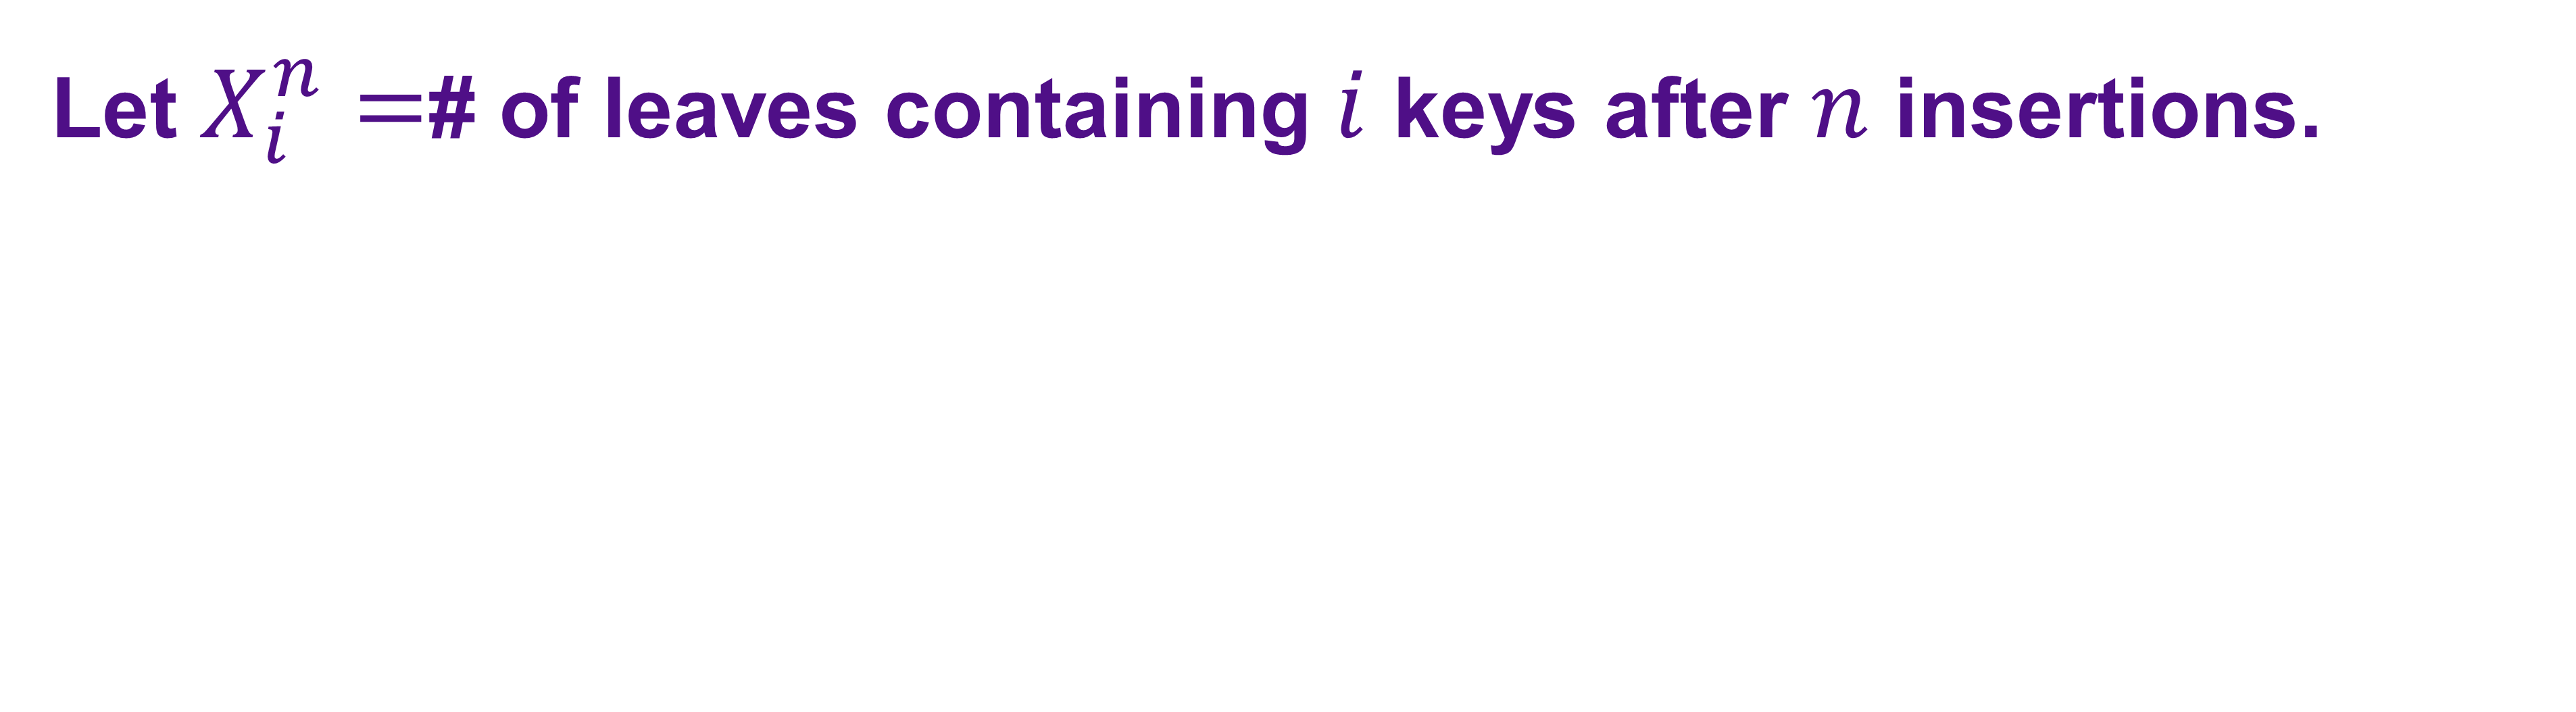 Let $X_i^n$ =# of leaves containing $i$ keys after $n$ insertions.